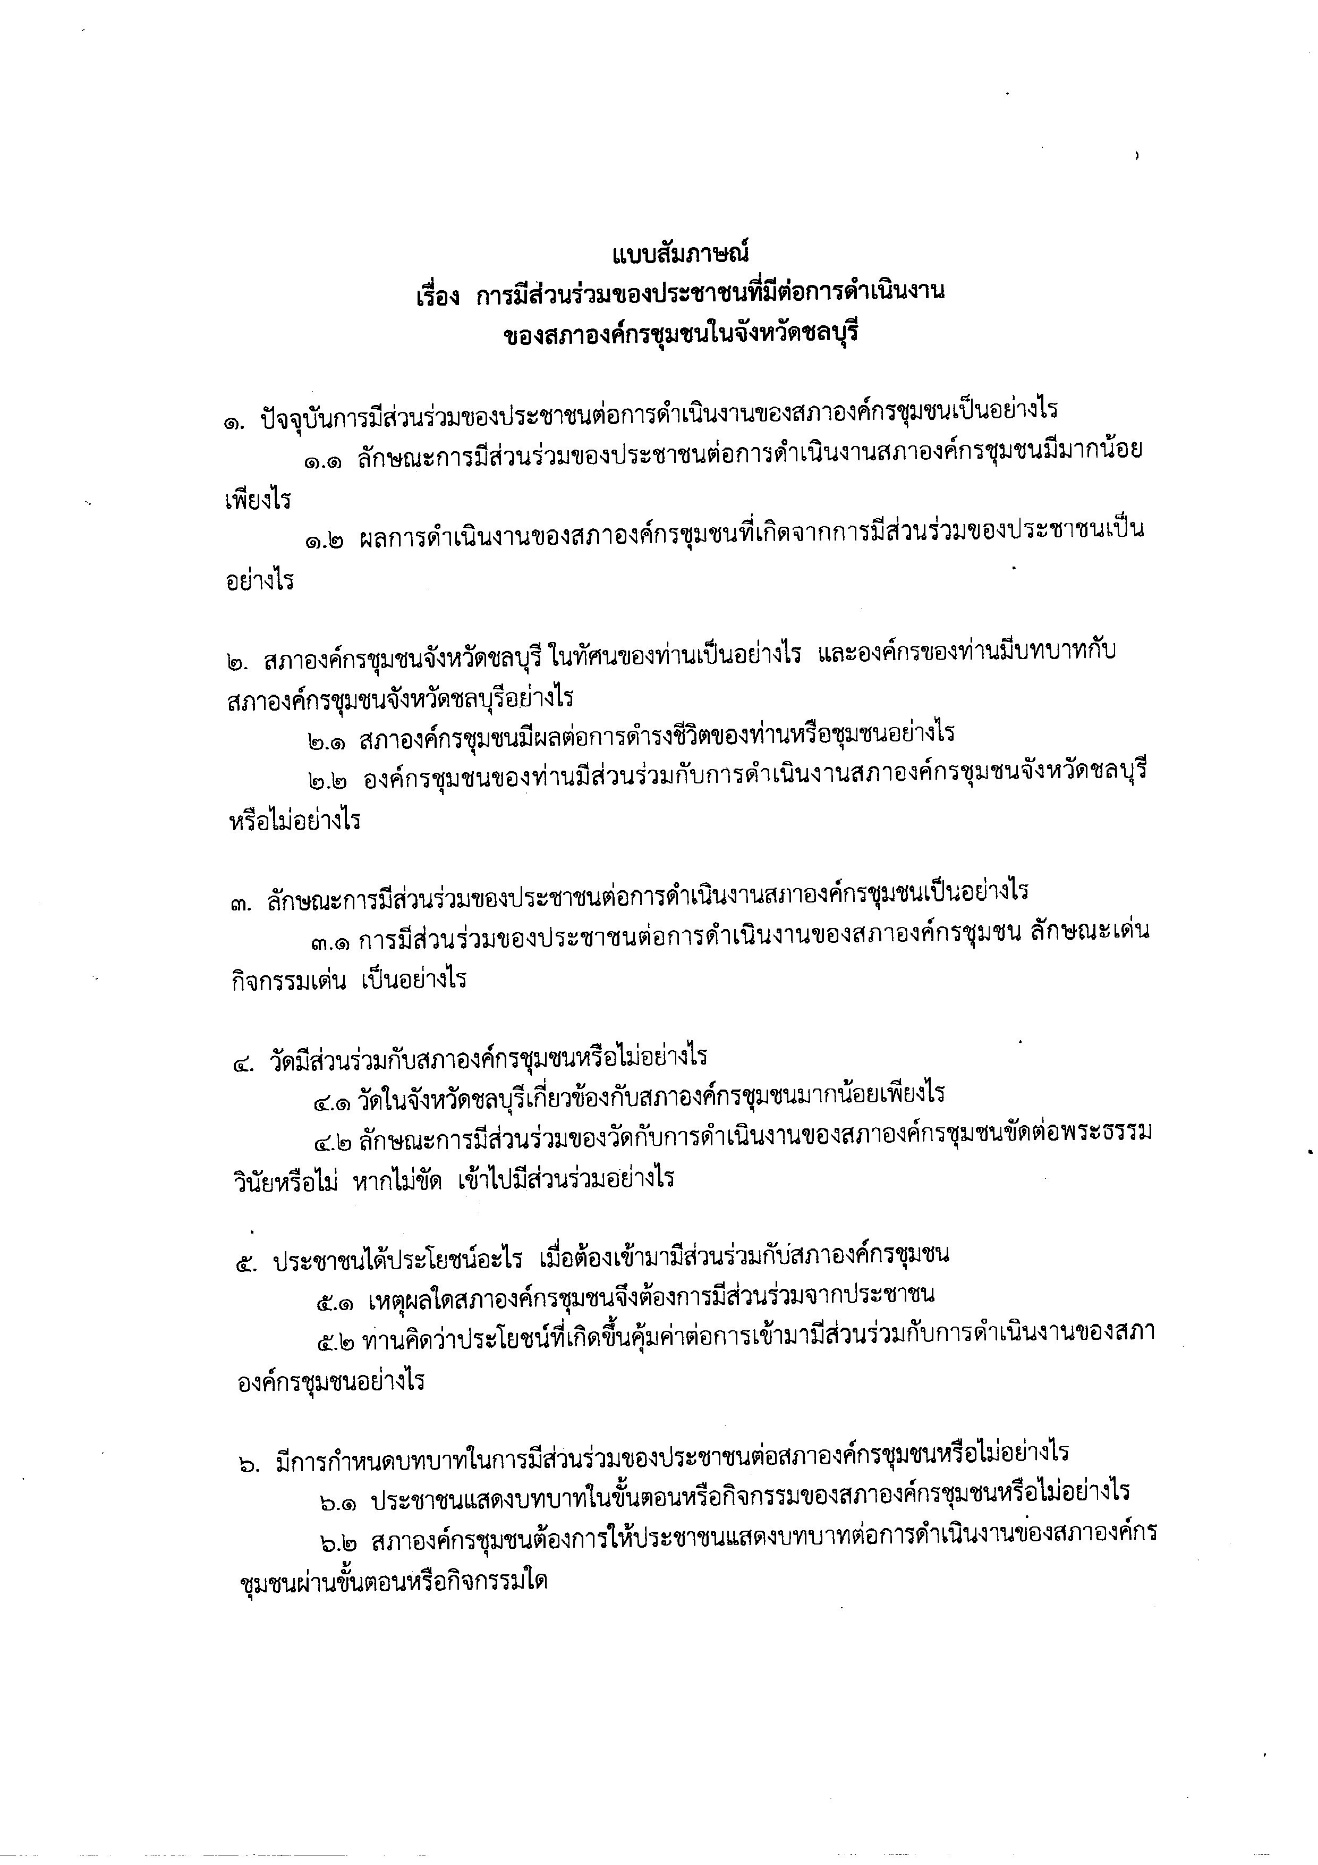 แบบสัมภาษณ์
เรื่อง การมีส่วนร่วมของประชาชนที่มีต่อการดำเนินงาน
ของสภาองค์กรชุมชนในจังหวัดชลบุรี
๑. ปัจจุบันการมีส่วนร่วมของประชาชนต่อการดำเนินงานของสภาองค์กรชุมชนเป็นอย่างไร
๑.๑ ลักษณะการมีส่วนร่วมของประชาชนต่อการดำเนินงานสภาองค์กรชุมชนมีมากน้อย
เพียงไร
๑.๒ ผลการดำเนินงานของสภาองค์กรชุมชนที่เกิดจากการมีส่วนร่วมของประชาชนเป็น
อย่างไร
๒. สภาองค์กรชุมชนจังหวัดชลบุรี ในทัศนของท่านเป็นอย่างไร และองค์กรของท่านมีบทบาทกับ
สภาองค์กรชุมชนจังหวัดชลบุรีอย่างไร
๒.๑ สภาองค์กรชุมชนมีผลต่อการดำรงชีวิตของท่านหรือชุมชนอย่างไร
๒.๒ องค์กรชุมชนของท่านมีส่วนร่วมกับการดำเนินงานสภาองค์กรชุมชนจังหวัดชลบุรี
หรือไม่อย่างไร
๓. ลักษณะการมีส่วนร่วมของประชาชนต่อการดำเนินงานสภาองค์กรชุมชนเป็นอย่างไร
๓.๑ การมีส่วนร่วมของประชาชนต่อการดำเนินงานของสภาองค์กรชุมชน ลักษณะเด่น
กิจกรรมเด่น เป็นอย่างไร
๔. วัดมีส่วนร่วมกับสภาองค์กรชุมชนหรือไม่อย่างไร
๔.๑ วัดในจังหวัดชลบุรีเกี่ยวข้องกับสภาองค์กรชุมชนมากน้อยเพียงไร
๔.๒ ลักษณะการมีส่วนร่วมของวัดกับการดำเนินงานของสภาองค์กรชุมชนขัดต่อพระธรรม
วินัยหรือไม่ หากไม่ขัด เข้าไปมีส่วนร่วมอย่างไร
๕. ประชาชนได้ประโยชน์อะไร เมื่อต้องเข้ามามีส่วนร่วมกับสภาองค์กรชุมชน
๕.๑ เหตุผลใดสภาองค์กรชุมชนจึงต้องการมีส่วนร่วมจากประชาชน
๕.๒ ทานคิดว่าประโยชน์ที่เกิดขึ้นคุ้มค่าต่อการเข้ามามีส่วนร่วมกับการดำเนินงานของสภา
องค์กรชุมชนอย่างไร
๖. มีการกำหนดบทบาทในการมีส่วนร่วมของประชาชนต่อสภาองค์กรชุมชนหรือไม่อย่างไร
๖.๑ ประชาชนแสดงบทบาทในขั้นตอนหรือกิจกรรมของสภาองค์กรชุมชนหรือไม่อย่างไร
๖.๒ สภาองค์กรชุมชนต้องการให้ประชาชนแสดงบทบาทต่อการดำเนินงานของสภาองค์กร
ชุมชนผ่านขั้นตอนหรือกิจกรรมใด